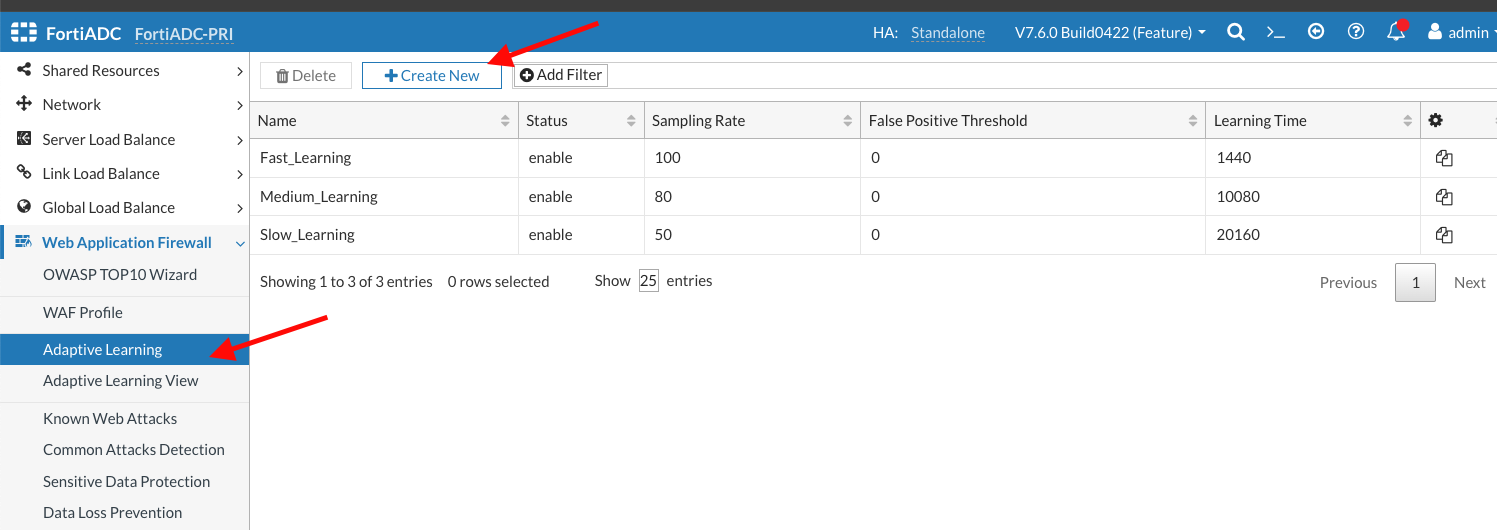 FortiADC FortiADC-PRI HA: Standalone V7.6.0 Build0422 (Feature) >_ admin
Shared Resources
Network
Server Load Balance
Link Load Balance
Global Load Balance
Web Application Firewall
OWASP TOP10 Wizard
WAF Profile
Adaptive Learning
Adaptive Learning View
Known Web Attacks
Common Attacks Detection
Sensitive Data Protection
Data Loss Prevention
Delete Create New Add Filter
Name Status Sampling Rate False Positive Threshold Learning Time
Fast_Learning enable 100 0 1440
Medium_Learning enable 80 0 10080
Slow_Learning enable 50 0 20160
Showing 1 to 3 of 3 entries 0 rows selected Show 25 entries Previous 1 Next